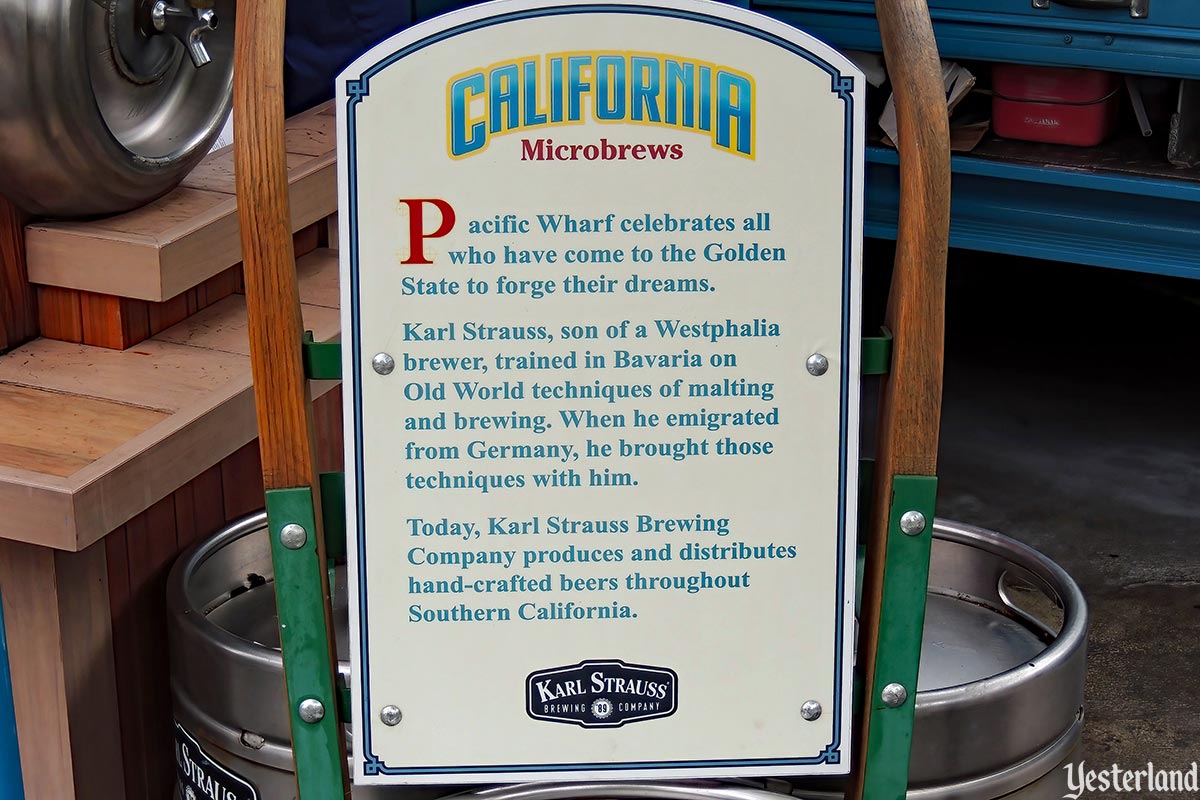 CALIFORNIA
Microbrews
Pacific Wharf celebrates all
who have come to the Golden
State to forge their dreams.
Karl Strauss, son of a Westphalia
brewer, trained in Bavaria on
Old World techniques of malting
and brewing. When he emigrated
from Germany, he brought those
techniques with him.
Today, Karl Strauss Brewing
Company produces and distributes
hand-crafted beers throughout
Southern California.
KARL STRAUSS
BREWING '89 COMPANY
STRAUSS
Yesterland